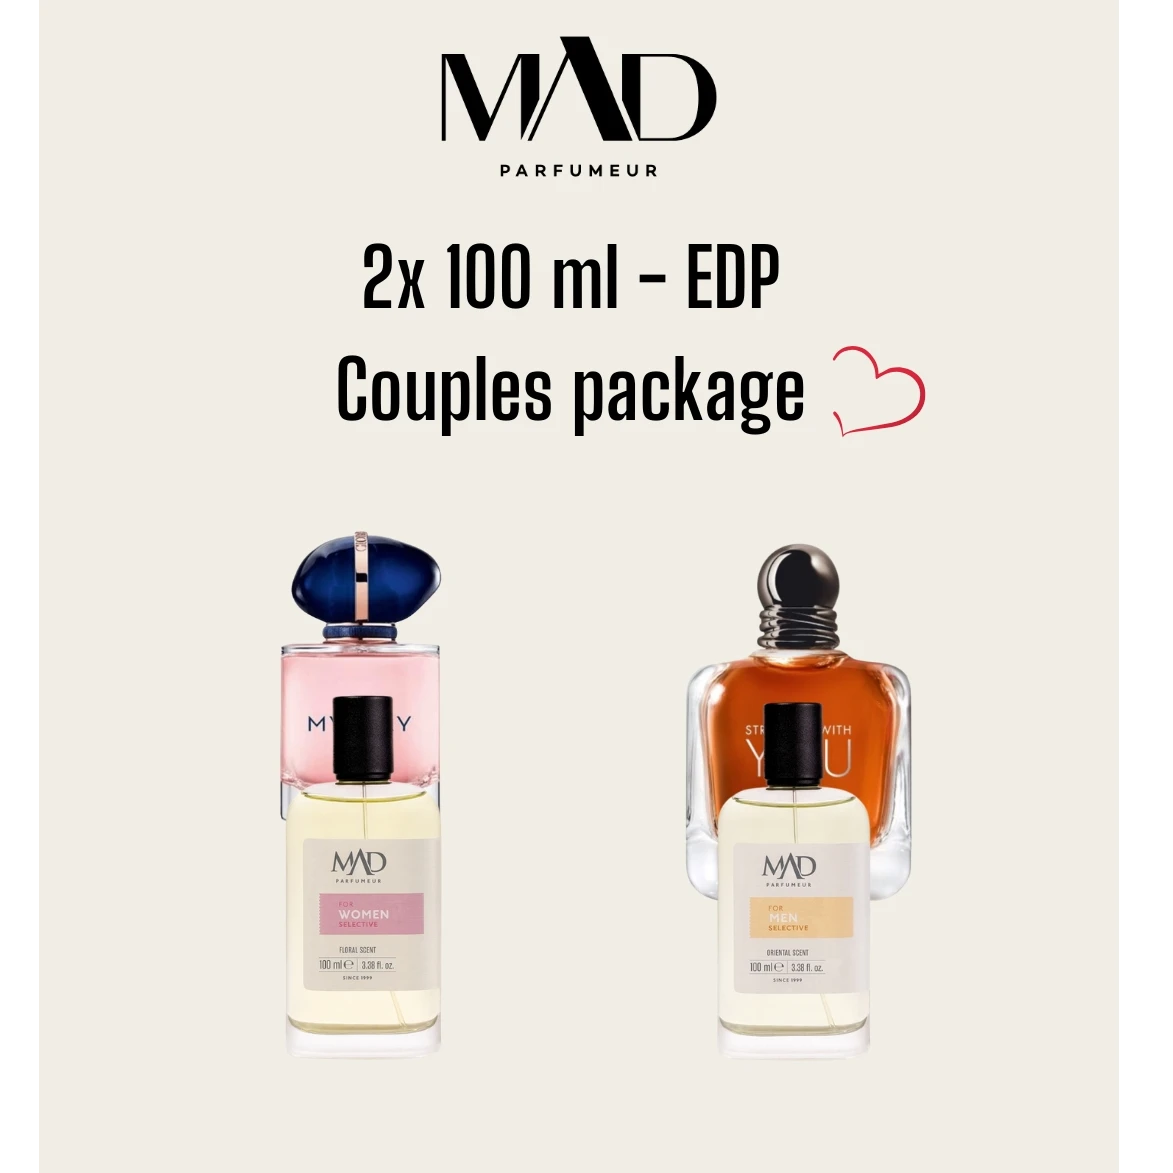 MAD
PARFUMEUR
2x 100 ml - EDP
Couples package
MY Y
STR WITH
Y U
MAD
PARFUMEUR
FOR
WOMEN
SELECTIVE
FLORAL SCENT
100 ml ℮ 3.38 fl. oz.
SINCE 1999
MAD
PARFUMEUR
FOR
MEN
SELECTIVE
ORIENTAL SCENT
100 ml ℮ 3.38 fl. oz.
SINCE 1999